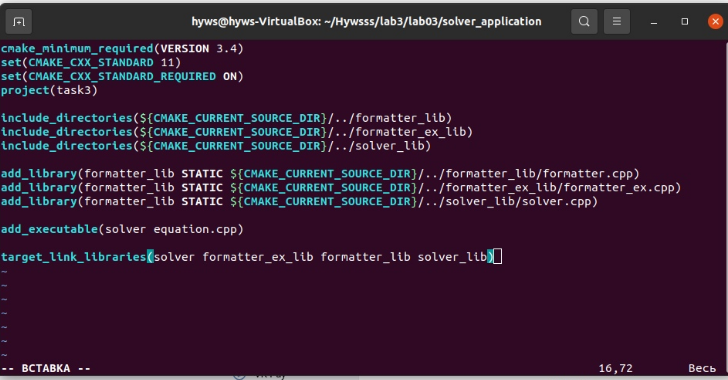 hyws@hyws-VirtualBox: ~/Hywsss/lab3/lab03/solver_application
cmake_minimum_required(VERSION 3.4)
set(CMAKE_CXX_STANDARD 11)
set(CMAKE_CXX_STANDARD_REQUIRED ON)
project(task3)
include_directories(${CMAKE_CURRENT_SOURCE_DIR}/../formatter_lib)
include_directories(${CMAKE_CURRENT_SOURCE_DIR}/../formatter_ex_lib)
include_directories(${CMAKE_CURRENT_SOURCE_DIR}/../solver_lib)
add_library(formatter_lib STATIC ${CMAKE_CURRENT_SOURCE_DIR}/../formatter_lib/formatter.cpp)
add_library(formatter_lib STATIC ${CMAKE_CURRENT_SOURCE_DIR}/../formatter_ex_lib/formatter_ex.cpp)
add_library(formatter_lib STATIC ${CMAKE_CURRENT_SOURCE_DIR}/../solver_lib/solver.cpp)
add_executable(solver equation.cpp)
target_link_libraries(solver formatter_ex_lib formatter_lib solver_lib)
~
~
~
~
~
~
~
-- ВСТАВКА -- 16,72 Весь